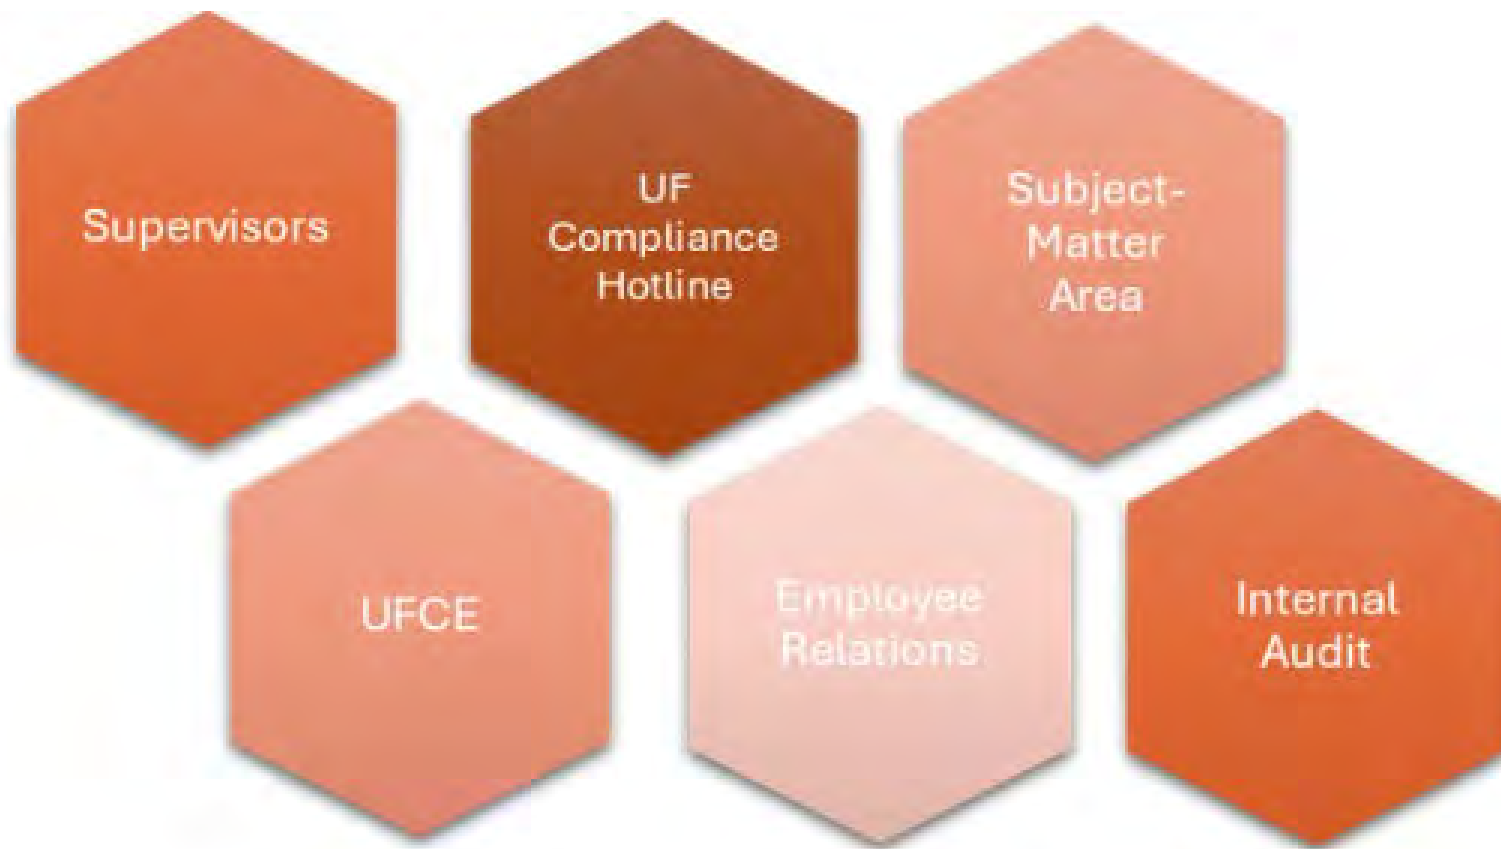 Supervisors
UF
Compliance
Hotline
Subject-
Matter
Area
UFCE
Employee
Relations
Internal
Audit